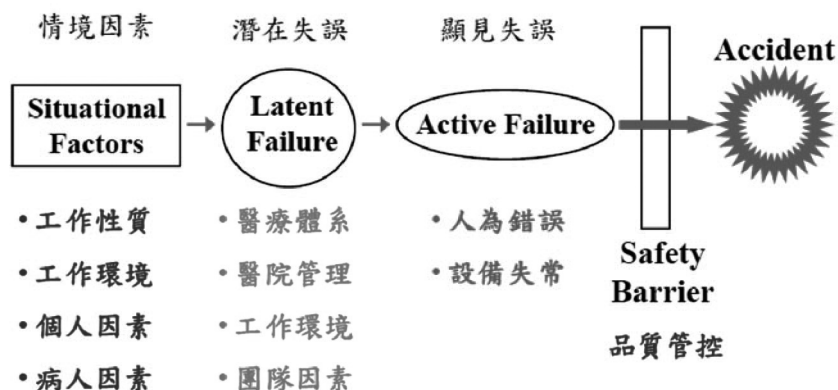 情境因素
潛在失誤
顯見失誤
Accident
Situational
Factors
Latent
Failure
Active Failure
•工作性質
•工作環境
•個人因素
•病人因素
•醫療體系
•醫院管理
•工作環境
•團隊因素
•人為錯誤
•設備失常
Safety
Barrier
品質管控